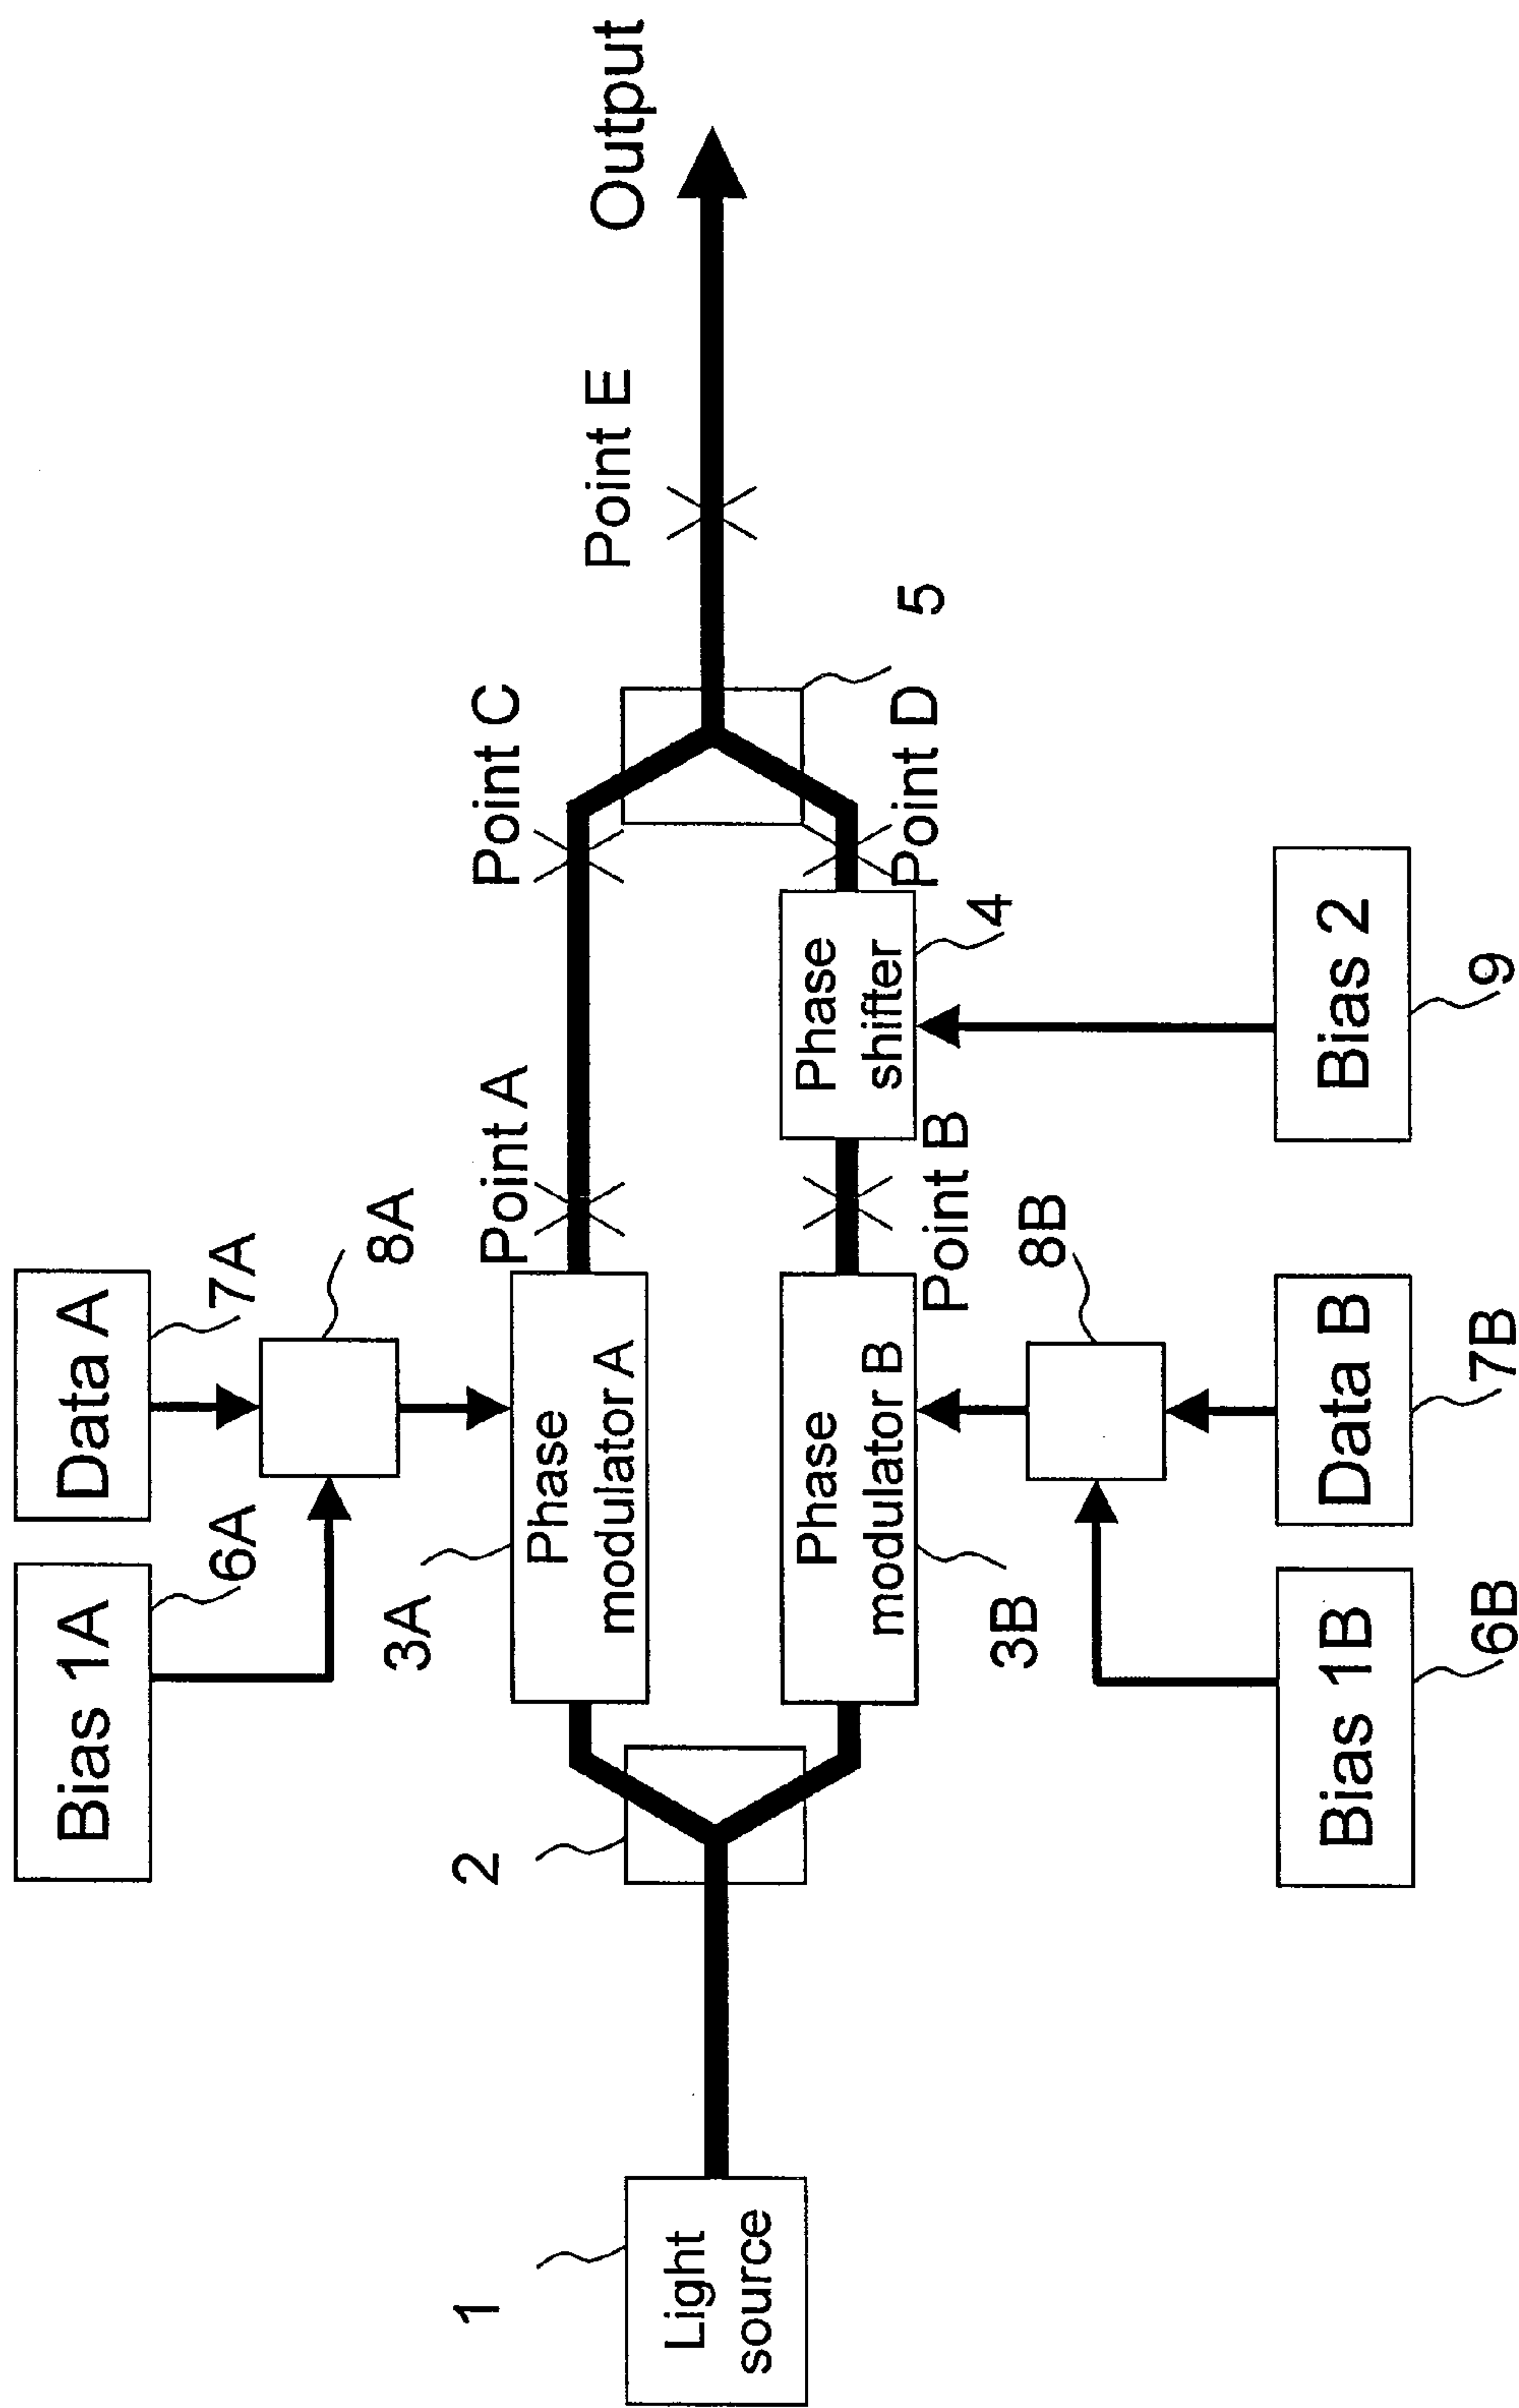 Bias 1A
Data A
6A
7A
8A
3A
Phase
modulator A
Point A
Point C
Point E
Output
1
Light
source
2
5
Phase
modulator B
3B
Point B
Phase
shifter
4
Point D
8B
Bias 1B
6B
Data B
7B
Bias 2
9